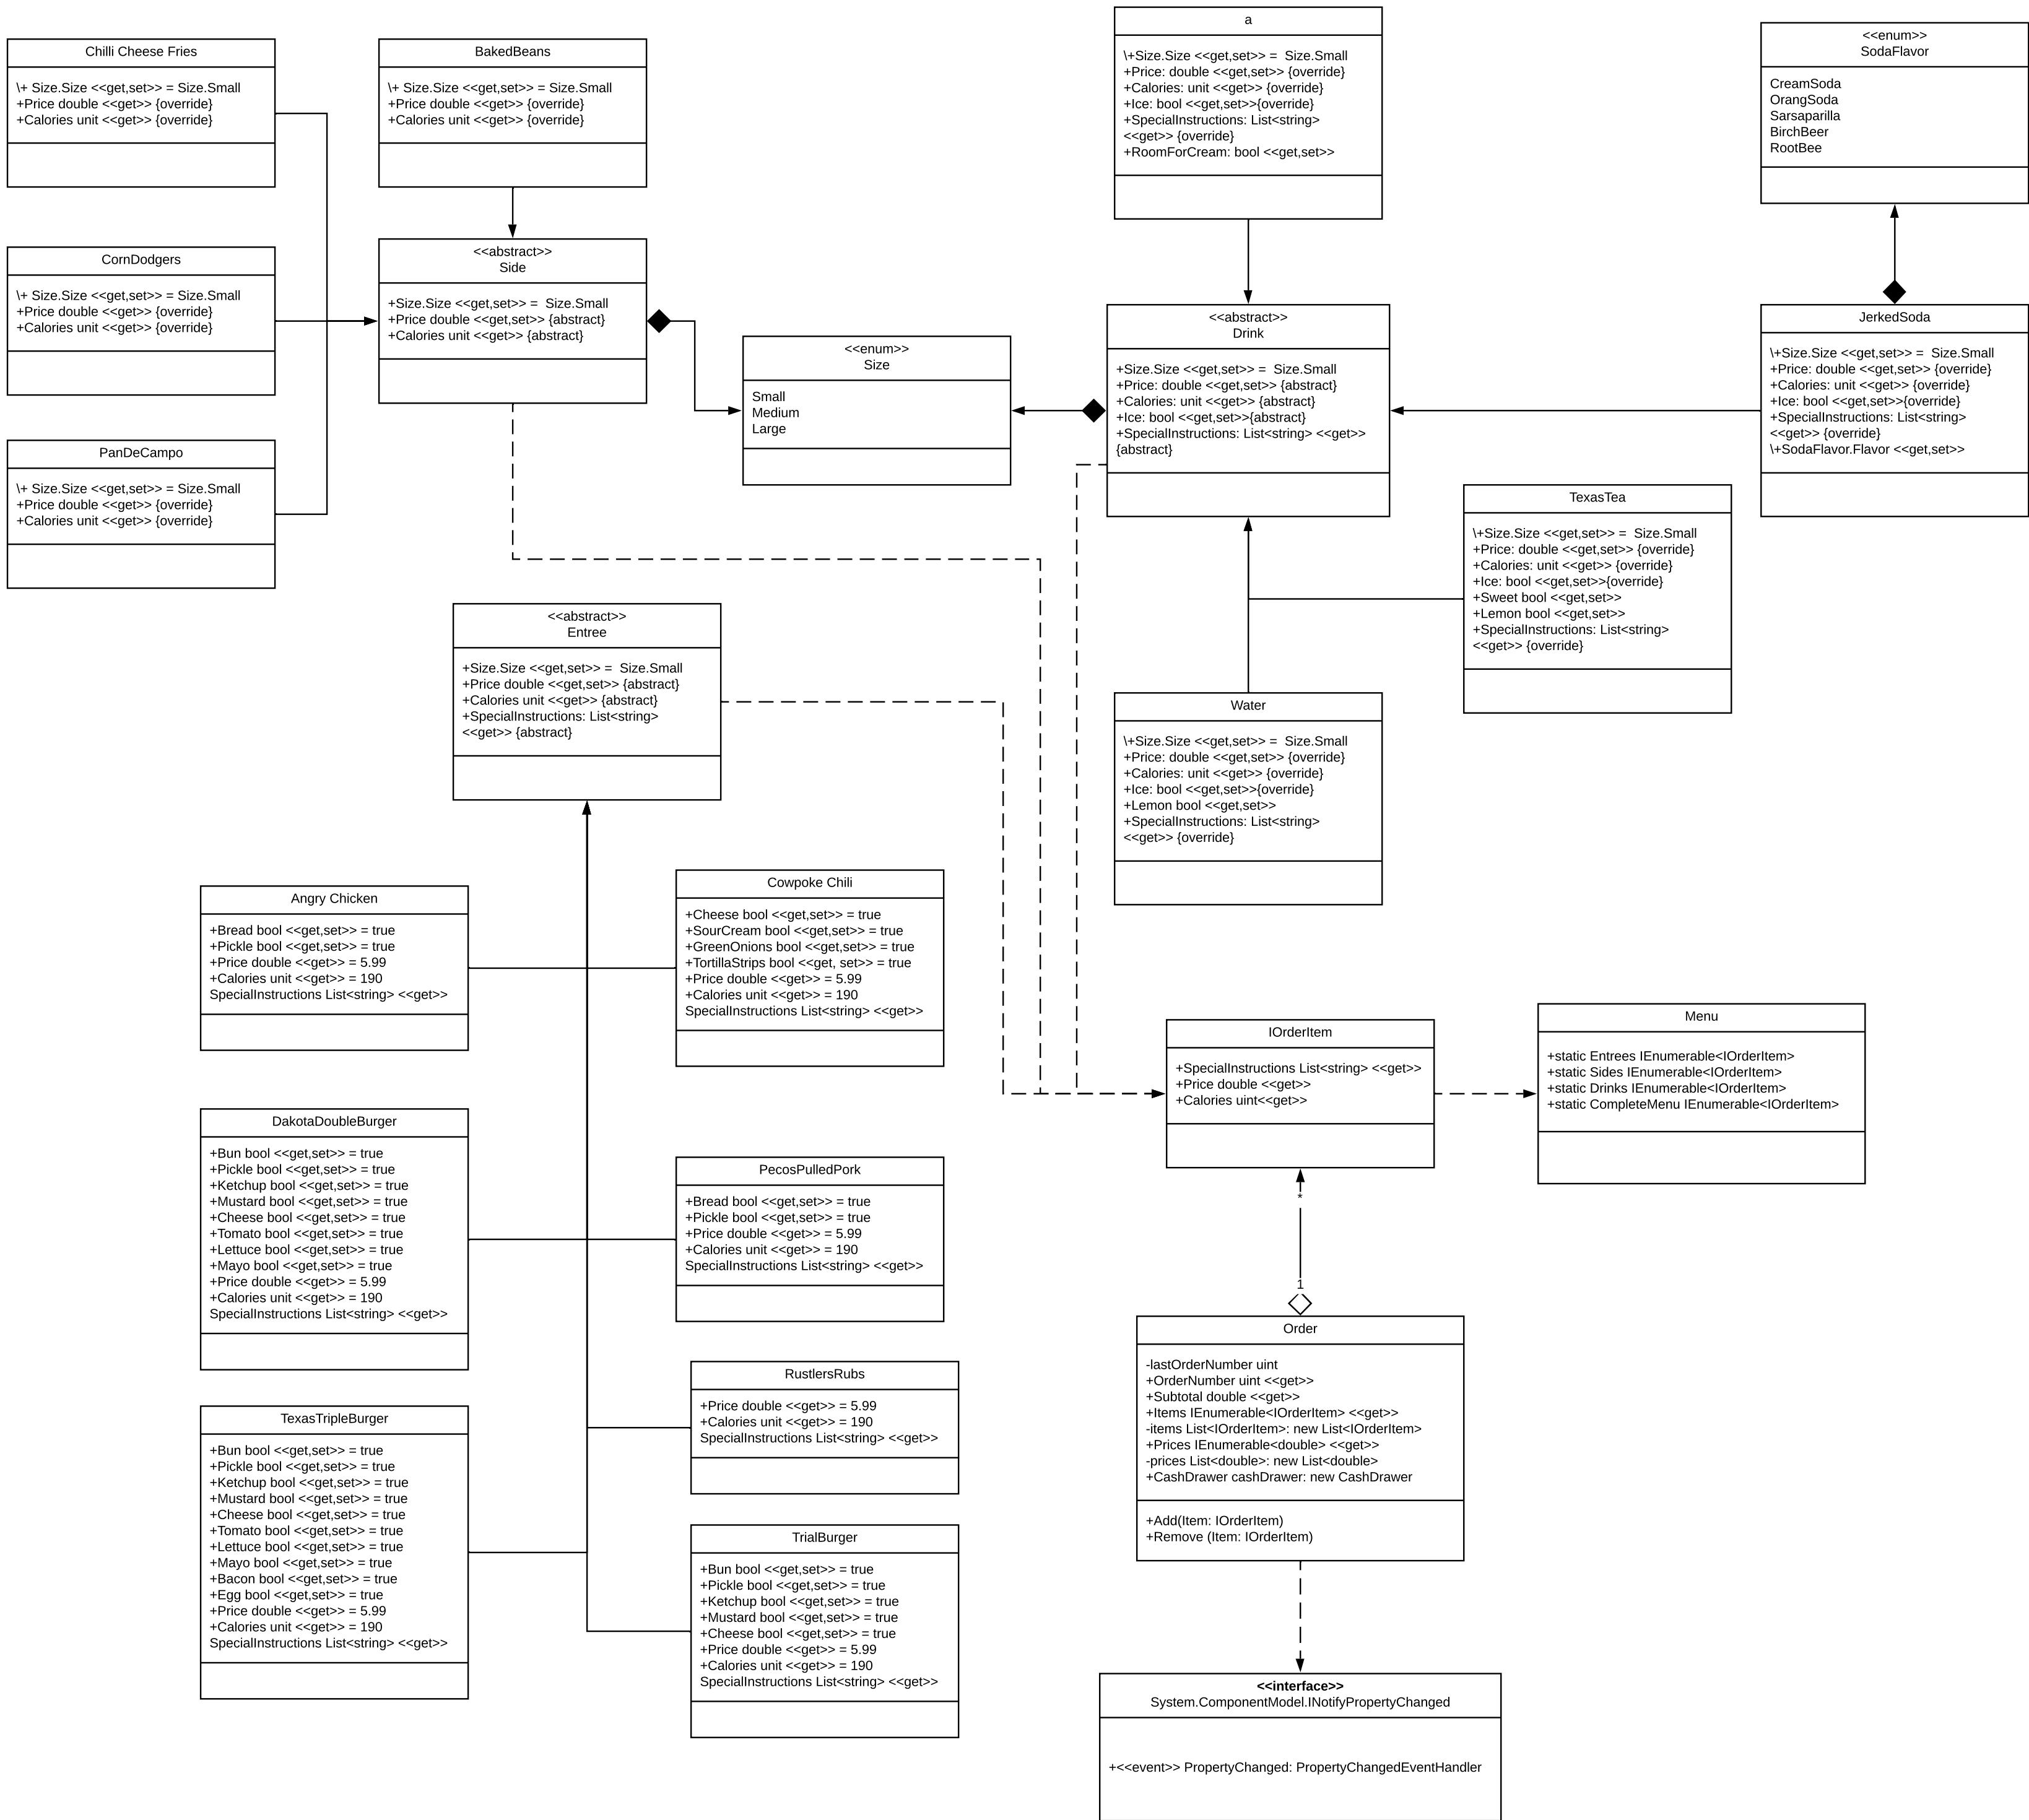 Chilli Cheese Fries
\+ Size.Size <<get,set>> = Size.Small
+Price double <<get>> {override}
+Calories unit <<get>> {override}
BakedBeans
\+ Size.Size <<get,set>> = Size.Small
+Price double <<get>> {override}
+Calories unit <<get>> {override}
a
\+Size.Size <<get,set>> =  Size.Small
+Price: double <<get,set>> {override}
+Calories: unit <<get>> {override}
+Ice: bool <<get,set>>{override}
+SpecialInstructions: List<string>
<<get>> {override}
+RoomForCream: bool <<get,set>>
<<enum>>
SodaFlavor
CreamSoda
OrangSoda
Sarsaparilla
BirchBeer
RootBee
CornDodgers
\+ Size.Size <<get,set>> = Size.Small
+Price double <<get>> {override}
+Calories unit <<get>> {override}
<<abstract>>
Side
+Size.Size <<get,set>> =  Size.Small
+Price double <<get,set>> {abstract}
+Calories unit <<get>> {abstract}
<<enum>>
Size
Small
Medium
Large
<<abstract>>
Drink
+Size.Size <<get,set>> =  Size.Small
+Price: double <<get,set>> {abstract}
+Calories: unit <<get>> {abstract}
+Ice: bool <<get,set>>{abstract}
+SpecialInstructions: List<string> <<get>>
{abstract}
JerkedSoda
\+Size.Size <<get,set>> =  Size.Small
+Price: double <<get,set>> {override}
+Calories: unit <<get>> {override}
+Ice: bool <<get,set>>{override}
+SpecialInstructions: List<string>
<<get>> {override}
\+SodaFlavor.Flavor <<get,set>>
PanDeCampo
\+ Size.Size <<get,set>> = Size.Small
+Price double <<get>> {override}
+Calories unit <<get>> {override}
TexasTea
\+Size.Size <<get,set>> =  Size.Small
+Price: double <<get,set>> {override}
+Calories: unit <<get>> {override}
+Ice: bool <<get,set>>{override}
+Sweet bool <<get,set>>
+Lemon bool <<get,set>>
+SpecialInstructions: List<string>
<<get>> {override}
<<abstract>>
Entree
+Size.Size <<get,set>> =  Size.Small
+Price double <<get,set>> {abstract}
+Calories unit <<get>> {abstract}
+SpecialInstructions: List<string>
<<get>> {abstract}
Water
\+Size.Size <<get,set>> =  Size.Small
+Price: double <<get,set>> {override}
+Calories: unit <<get>> {override}
+Ice: bool <<get,set>>{override}
+Lemon bool <<get,set>>
+SpecialInstructions: List<string>
<<get>> {override}
Angry Chicken
+Bread bool <<get,set>> = true
+Pickle bool <<get,set>> = true
+Price double <<get>> = 5.99
+Calories unit <<get>> = 190
SpecialInstructions List<string> <<get>>
Cowpoke Chili
+Cheese bool <<get,set>> = true
+SourCream bool <<get,set>> = true
+GreenOnions bool <<get,set>> = true
+TortillaStrips bool <<get, set>> = true
+Price double <<get>> = 5.99
+Calories unit <<get>> = 190
SpecialInstructions List<string> <<get>>
IOrderItem
+SpecialInstructions List<string> <<get>>
+Price double <<get>>
+Calories uint<<get>>
Menu
+static Entrees IEnumerable<IOrderItem>
+static Sides IEnumerable<IOrderItem>
+static Drinks IEnumerable<IOrderItem>
+static CompleteMenu IEnumerable<IOrderItem>
DakotaDoubleBurger
+Bun bool <<get,set>> = true
+Pickle bool <<get,set>> = true
+Ketchup bool <<get,set>> = true
+Mustard bool <<get,set>> = true
+Cheese bool <<get,set>> = true
+Tomato bool <<get,set>> = true
+Lettuce bool <<get,set>> = true
+Mayo bool <<get,set>> = true
+Price double <<get>> = 5.99
+Calories unit <<get>> = 190
SpecialInstructions List<string> <<get>>
PecosPulledPork
+Bread bool <<get,set>> = true
+Pickle bool <<get,set>> = true
+Price double <<get>> = 5.99
+Calories unit <<get>> = 190
SpecialInstructions List<string> <<get>>
*
1
Order
-lastOrderNumber uint
+OrderNumber uint <<get>>
+Subtotal double <<get>>
+Items IEnumerable<IOrderItem> <<get>>
-items List<IOrderItem>: new List<IOrderItem>
+Prices IEnumerable<double> <<get>>
-prices List<double>: new List<double>
+CashDrawer cashDrawer: new CashDrawer
+Add(Item: IOrderItem)
+Remove (Item: IOrderItem)
RustlersRubs
+Price double <<get>> = 5.99
+Calories unit <<get>> = 190
SpecialInstructions List<string> <<get>>
TexasTripleBurger
+Bun bool <<get,set>> = true
+Pickle bool <<get,set>> = true
+Ketchup bool <<get,set>> = true
+Mustard bool <<get,set>> = true
+Cheese bool <<get,set>> = true
+Tomato bool <<get,set>> = true
+Lettuce bool <<get,set>> = true
+Mayo bool <<get,set>> = true
+Bacon bool <<get,set>> = true
+Egg bool <<get,set>> = true
+Price double <<get>> = 5.99
+Calories unit <<get>> = 190
SpecialInstructions List<string> <<get>>
TrialBurger
+Bun bool <<get,set>> = true
+Pickle bool <<get,set>> = true
+Ketchup bool <<get,set>> = true
+Mustard bool <<get,set>> = true
+Cheese bool <<get,set>> = true
+Price double <<get>> = 5.99
+Calories unit <<get>> = 190
SpecialInstructions List<string> <<get>>
<<interface>>
System.ComponentModel.INotifyPropertyChanged
+<<event>> PropertyChanged: PropertyChangedEventHandler